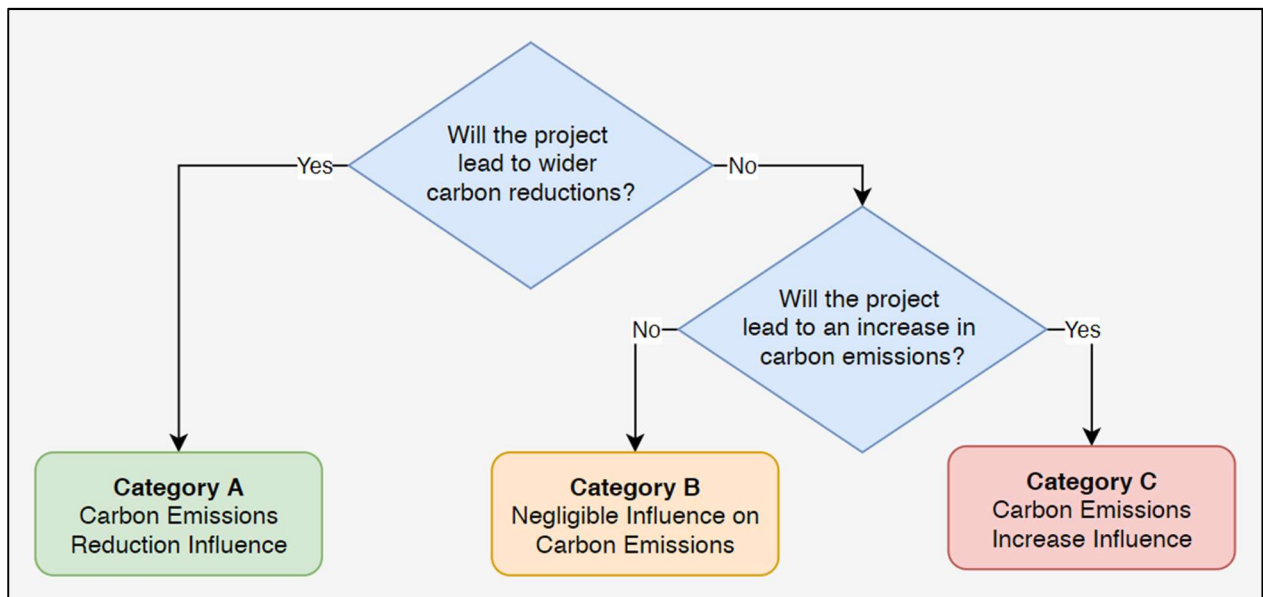 Will the project
lead to wider
carbon reductions?
Yes
No
Will the project
lead to an increase in
carbon emissions?
No
Yes
Category A
Carbon Emissions
Reduction Influence
Category B
Negligible Influence on
Carbon Emissions
Category C
Carbon Emissions
Increase Influence